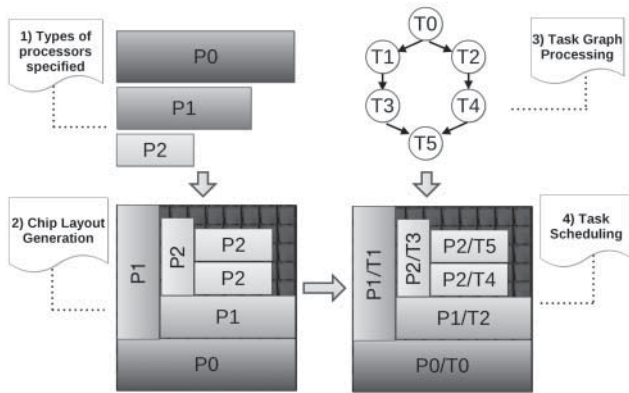 1) Types of
processors
specified
P0
P1
P2
T0
T1
T2
T3
T4
T5
3) Task Graph
Processing
2) Chip Layout
Generation
P1
P2
P2
P2
P1
P0
P1/T1
P2/T3
P2/T5
P2/T4
P1/T2
P0/T0
4) Task
Scheduling